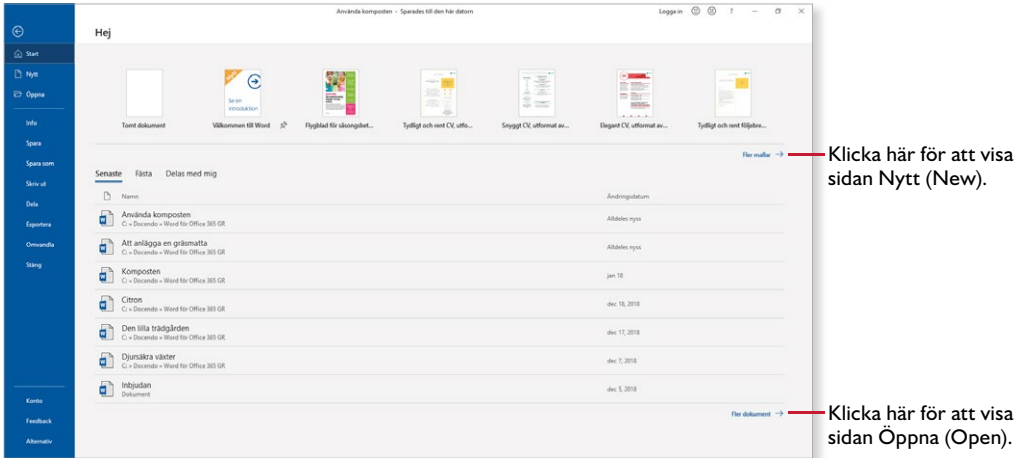 Använda komposten - Sparades till den här datorn
Logga in
?
Hej
Start
Nytt
Öppna
Info
Spara
Spara som
Skriv ut
Dela
Exportera
Omvandla
Stäng
Konto
Feedback
Alternativ
Se en
introduktion
Tomt dokument
Välkommen till Word
Flygblad för säsongsbet...
Tydligt och rent CV, utfo...
Snyggt CV, utformat av...
Elegant CV, utformat av...
Tydligt och rent följebre...
Fler mallar
Klicka här för att visa
sidan Nytt (New).
Senaste Fästa Delas med mig
Namn Ändringsdatum
Använda komposten
C: » Docendo » Word för Office 365 GR
Alldeles nyss
Att anlägga en gräsmatta
C: » Docendo » Word för Office 365 GR
Alldeles nyss
Komposten
C: » Docendo » Word för Office 365 GR
jan 18
Citron
C: » Docendo » Word för Office 365 GR
dec 18, 2018
Den lilla trädgården
C: » Docendo » Word för Office 365 GR
dec 17, 2018
Djursäkra växter
C: » Docendo » Word för Office 365 GR
dec 7, 2018
Inbjudan
Dokument
dec 5, 2018
Fler dokument
Klicka här för att visa
sidan Öppna (Open).